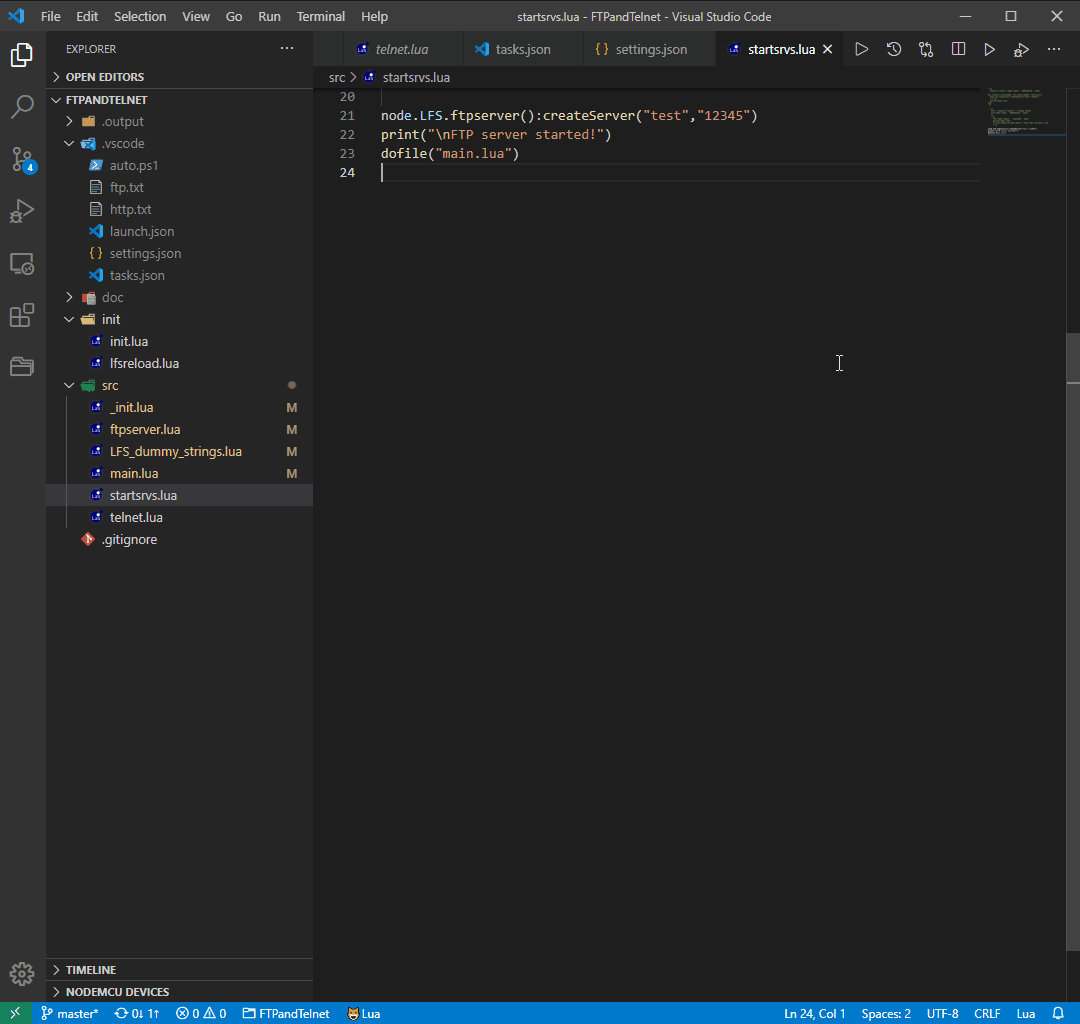 File Edit Selection View Go Run Terminal Help startsrvs.lua - FTPandTelnet - Visual Studio Code
EXPLORER
telnet.lua tasks.json { } settings.json startsrvs.lua
OPEN EDITORS
src startsrvs.lua
FTPANDTELNET
.output
.vscode
4
auto.ps1
ftp.txt
http.txt
launch.json
{ } settings.json
tasks.json
doc
init
init.lua
lfsreload.lua
src
_init.lua M
ftpserver.lua M
LFS_dummy_strings.lua M
main.lua M
startsrvs.lua
telnet.lua
.gitignore
20
21 node.LFS.ftpserver():createServer("test","12345")
22 print("\nFTP server started!")
23 dofile("main.lua")
24
TIMELINE
NODEMCU DEVICES
master* 0↓ 1↑ 0 0 FTPandTelnet Lua Ln 24, Col 1 Spaces: 2 UTF-8 CRLF Lua